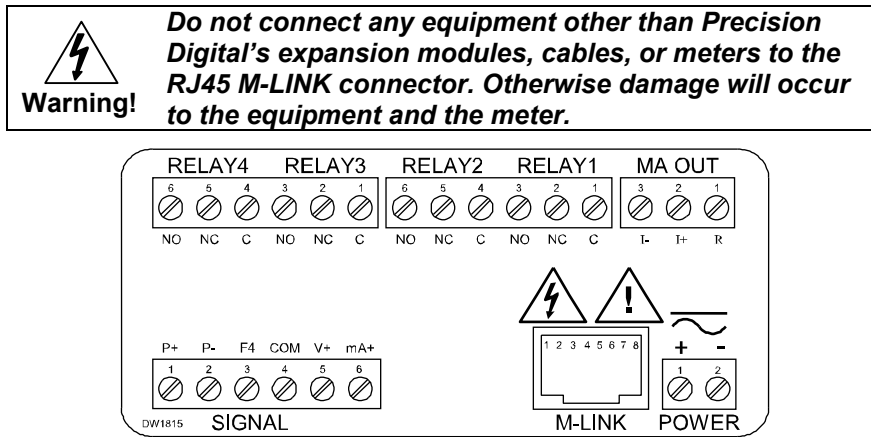 Do not connect any equipment other than Precision
Digital's expansion modules, cables, or meters to the
RJ45 M-LINK connector. Otherwise damage will occur
to the equipment and the meter.
Warning!
RELAY4 RELAY3 RELAY2 RELAY1 MA OUT
6 5 4 3 2 1 6 5 4 3 2 1 3 2 1
NO NC C NO NC C NO NC C NO NC C I- I+ R
P+ P- F4 COM V+ mA+
1 2 3 4 5 6
1 2 3 4 5 6 7 8
+ -
1 2
DW1815 SIGNAL M-LINK POWER